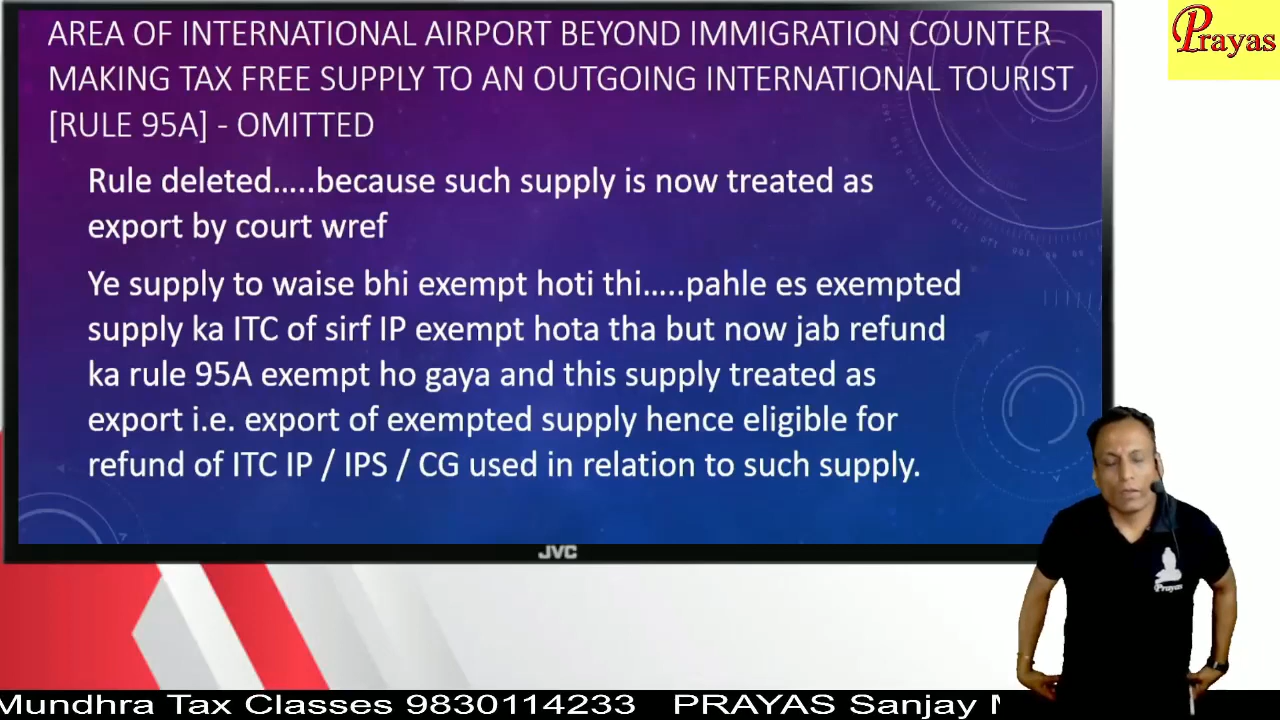 AREA OF INTERNATIONAL AIRPORT BEYOND IMMIGRATION COUNTER
MAKING TAX FREE SUPPLY TO AN OUTGOING INTERNATIONAL TOURIST
[RULE 95A] - OMITTED
Prayas
Rule deleted…..because such supply is now treated as
export by court wref
Ye supply to waise bhi exempt hoti thi…..pahle es exempted
supply ka ITC of sirf IP exempt hota tha but now jab refund
ka rule 95A exempt ho gaya and this supply treated as
export i.e. export of exempted supply hence eligible for
refund of ITC IP / IPS / CG used in relation to such supply.
JVC
Prayas
Mundhra Tax Classes 9830114233 PRAYAS Sanjay